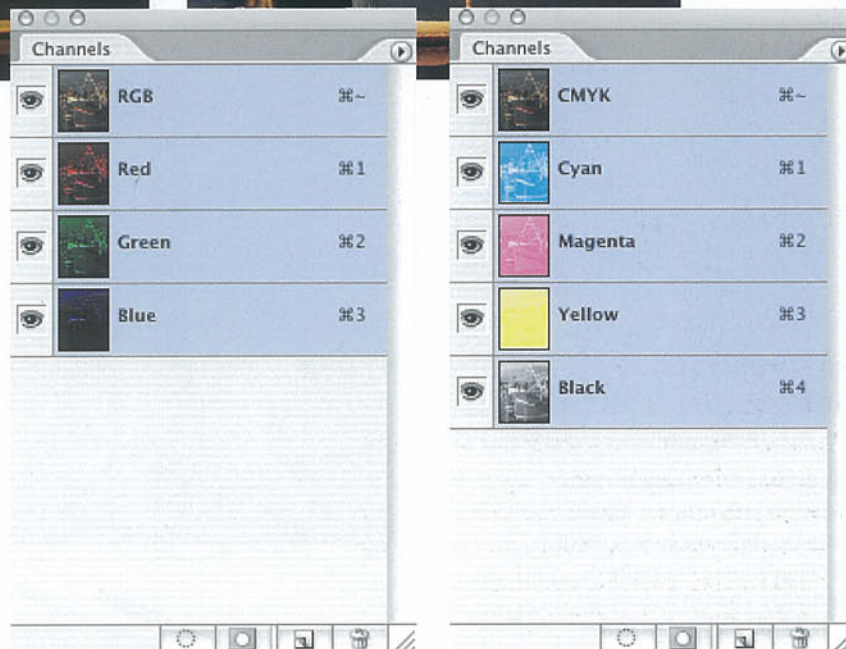 Channels
RGB ⌘~
Red ⌘1
Green ⌘2
Blue ⌘3
Channels
CMYK ⌘~
Cyan ⌘1
Magenta ⌘2
Yellow ⌘3
Black ⌘4